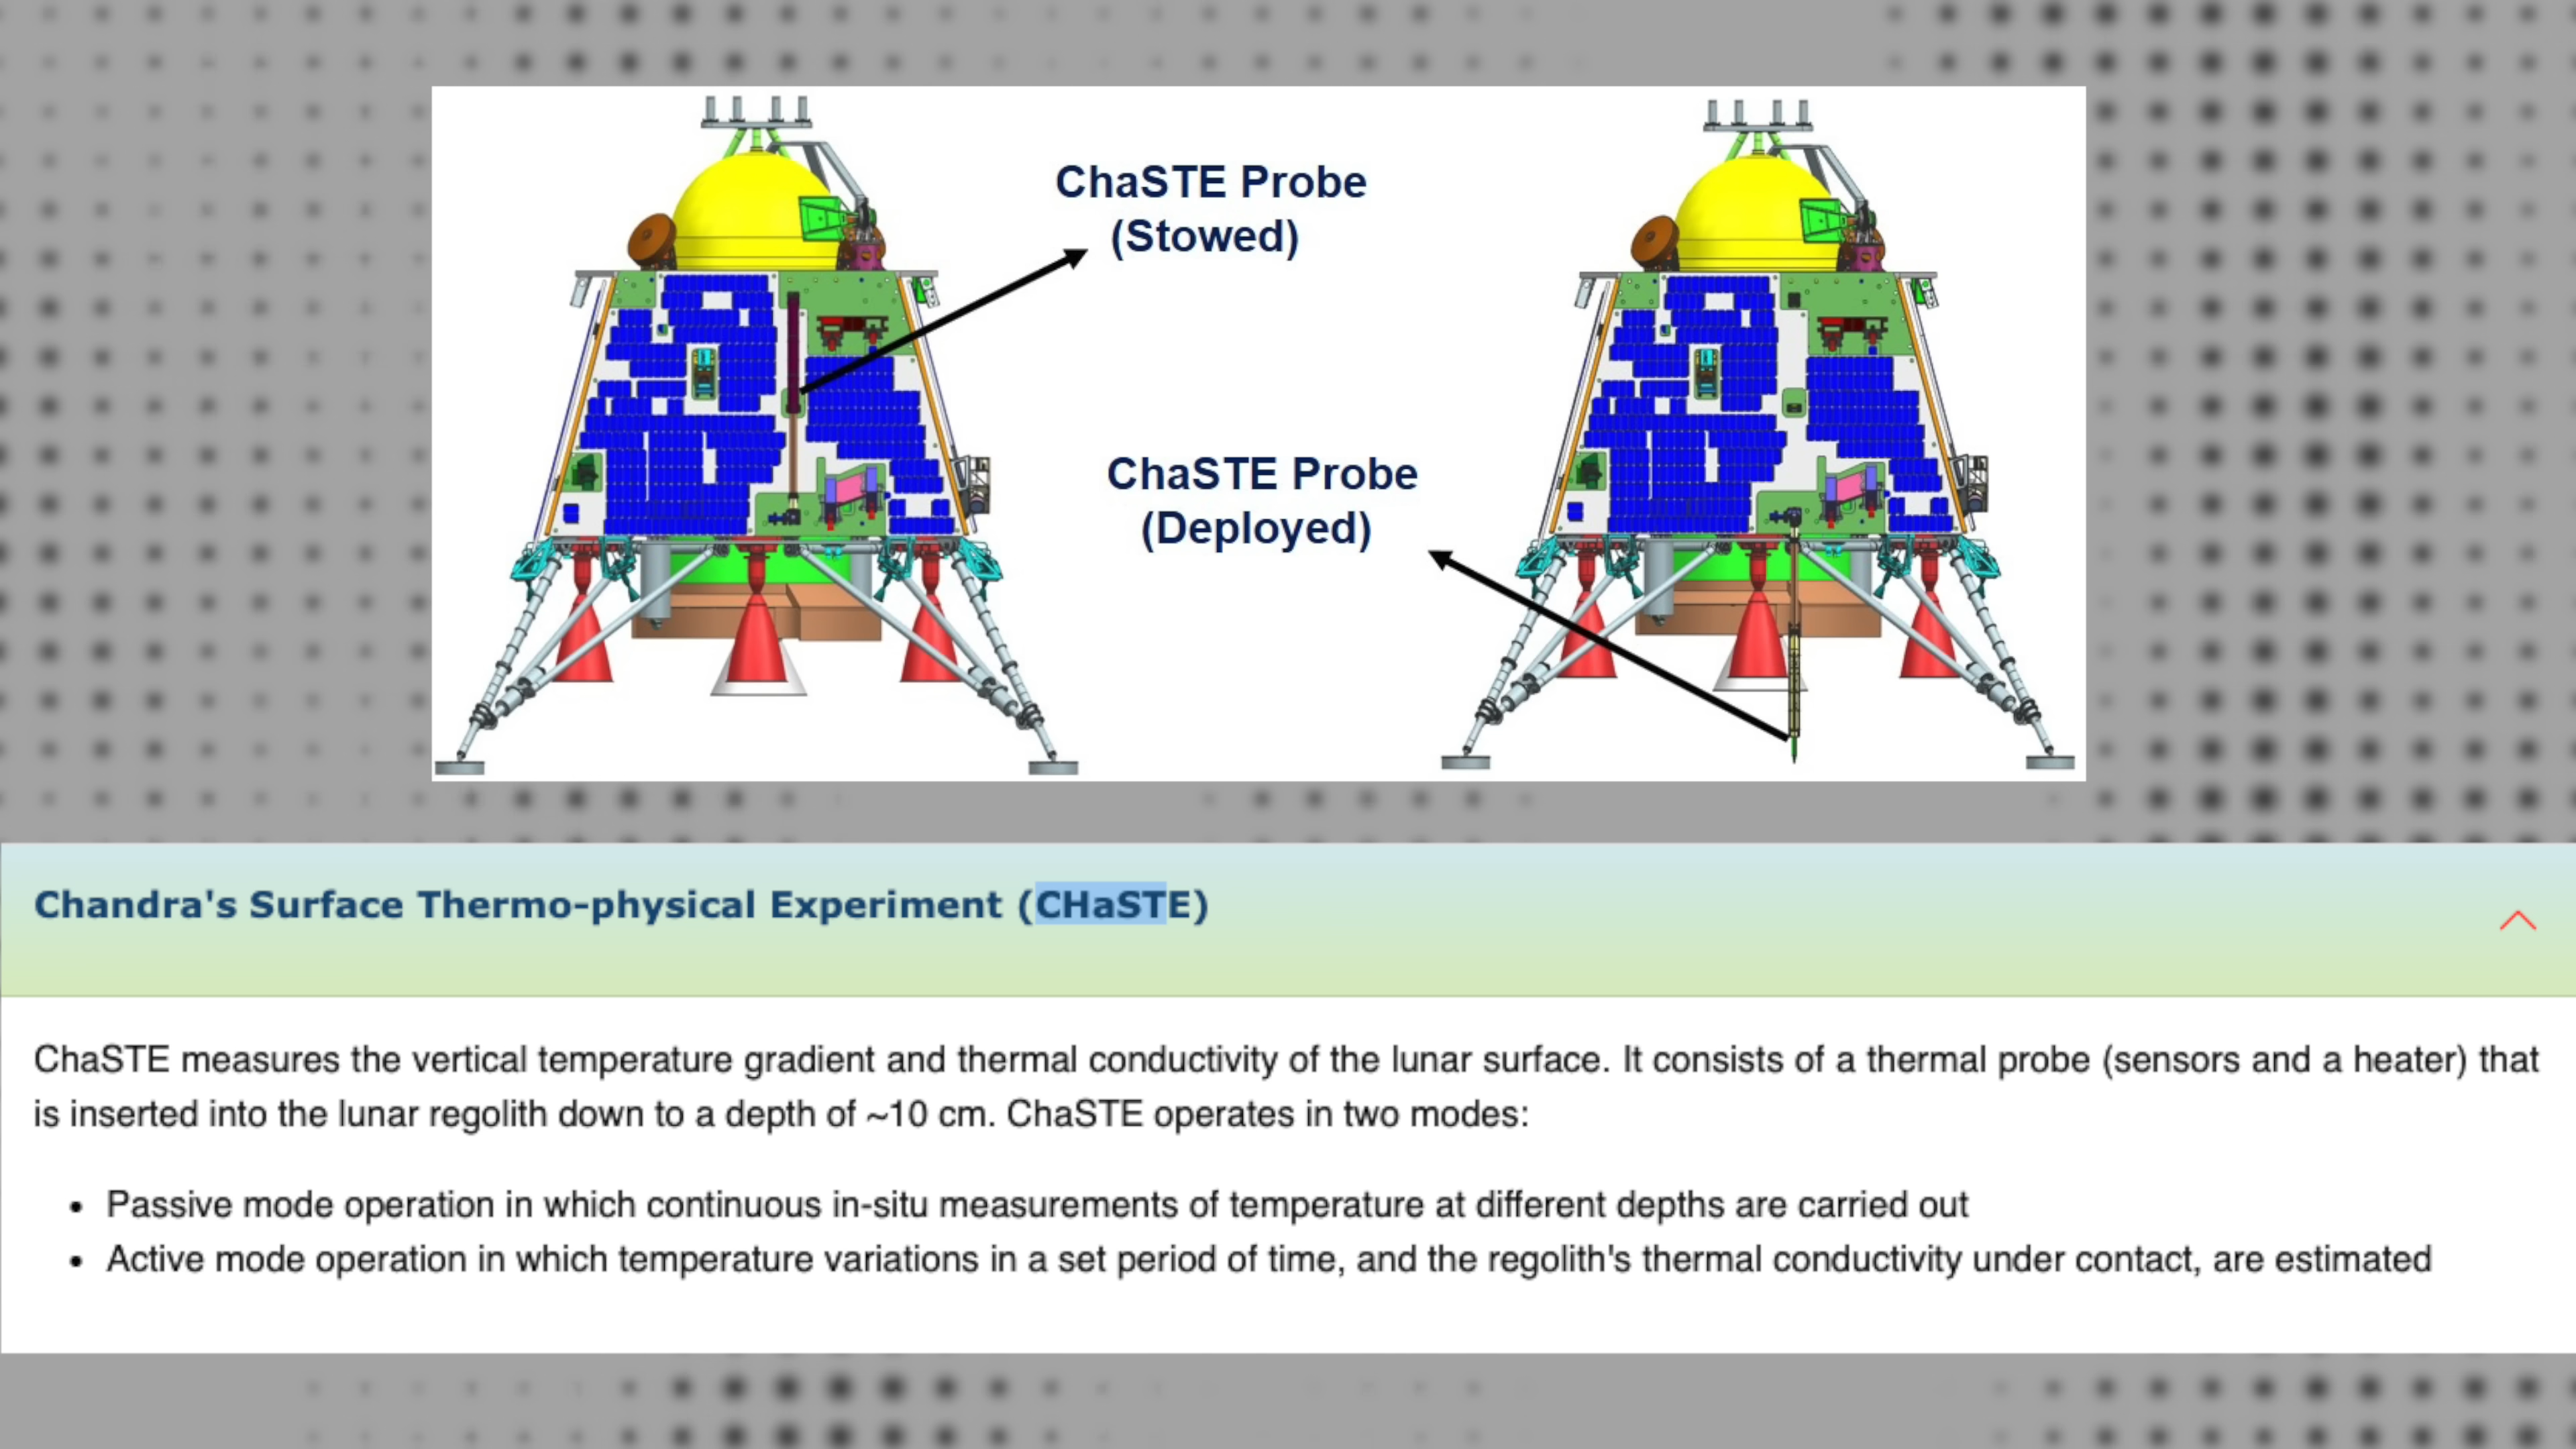 ChaSTE Probe
(Stowed)
ChaSTE Probe
(Deployed)
Chandra's Surface Thermo-physical Experiment (CHaSTE)
ChaSTE measures the vertical temperature gradient and thermal conductivity of the lunar surface. It consists of a thermal probe (sensors and a heater) that
is inserted into the lunar regolith down to a depth of ~10 cm. ChaSTE operates in two modes:
• Passive mode operation in which continuous in-situ measurements of temperature at different depths are carried out
• Active mode operation in which temperature variations in a set period of time, and the regolith's thermal conductivity under contact, are estimated